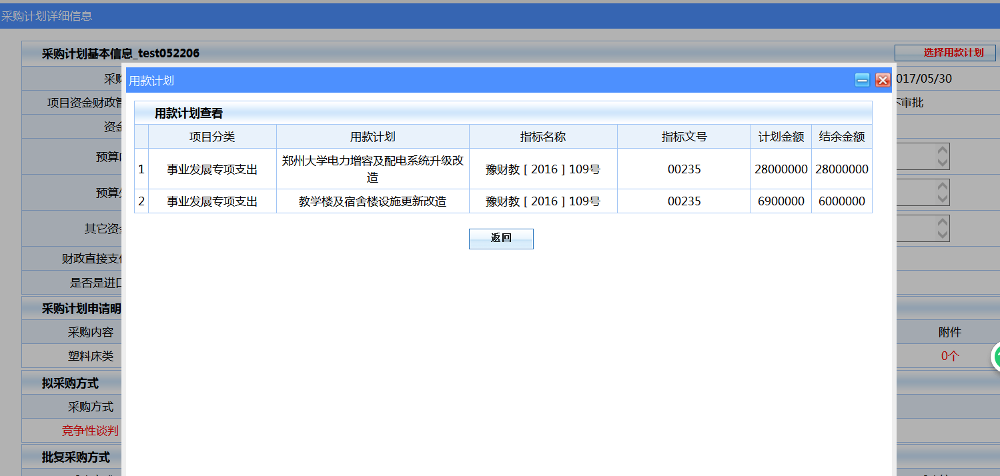 采购计划详细信息
采购计划基本信息_test052206
选择用款计划
采购
017/05/30
用款计划
项目资金财政管
不审批
用款计划查看
资金
项目分类 用款计划 指标名称 指标文号 计划金额 结余金额
预算内
1 事业发展专项支出 郑州大学电力增容及配电系统升级改造 豫财教 [ 2016 ] 109号 00235 28000000 28000000
预算外
2 事业发展专项支出 教学楼及宿舍楼设施更新改造 豫财教 [ 2016 ] 109号 00235 6900000 6000000
其它资金
返回
财政直接支付
是否是进口
采购计划申请明
采购内容 附件
塑料床类 0个
拟采购方式
采购方式
竞争性谈判
批复采购方式